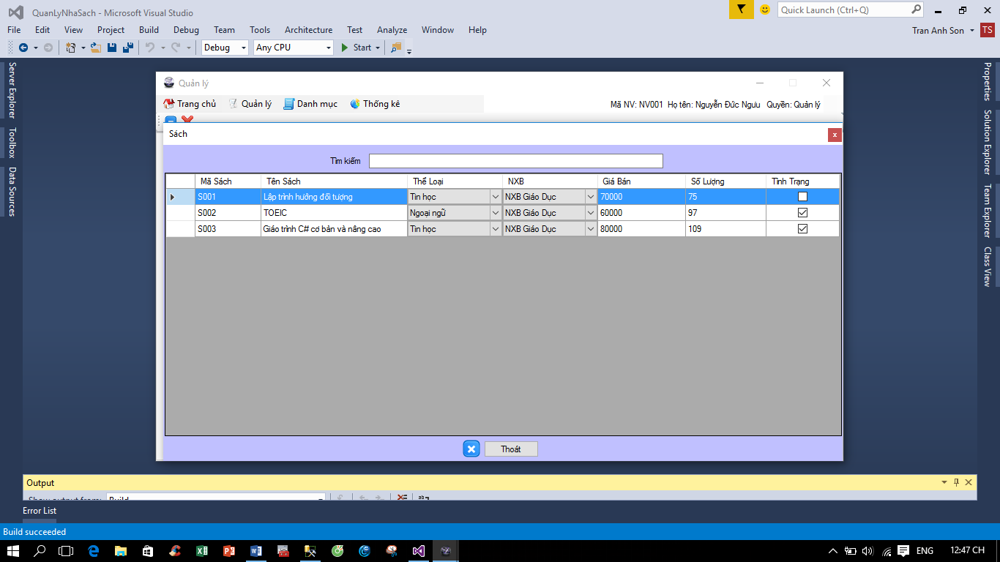 QuanLyNhaSach - Microsoft Visual Studio
Quick Launch (Ctrl+Q)
File Edit View Project Build Debug Team Tools Architecture Test Analyze Window Help
Tran Anh Son TS
Debug Any CPU Start
Server Explorer
Toolbox
Data Sources
Properties
Solution Explorer
Team Explorer
Class View
Quản lý
Trang chủ Quản lý Danh mục Thống kê
Mã NV: NV001 Họ tên: Nguyễn Đức Ngưu Quyền: Quản lý
Sách
x
Tìm kiếm
Mã Sách Tên Sách Thể Loại NXB Giá Bán Số Lượng Tình Trạng
S001 Lập trình hướng đối tượng Tin học NXB Giáo Dục 70000 75
S002 TOEIC Ngoại ngữ NXB Giáo Dục 60000 97
S003 Giáo trình C# cơ bản và nâng cao Tin học NXB Giáo Dục 80000 109
Thoát
Output
Show output from: Build
Error List
Build succeeded
ENG 12:47 CH